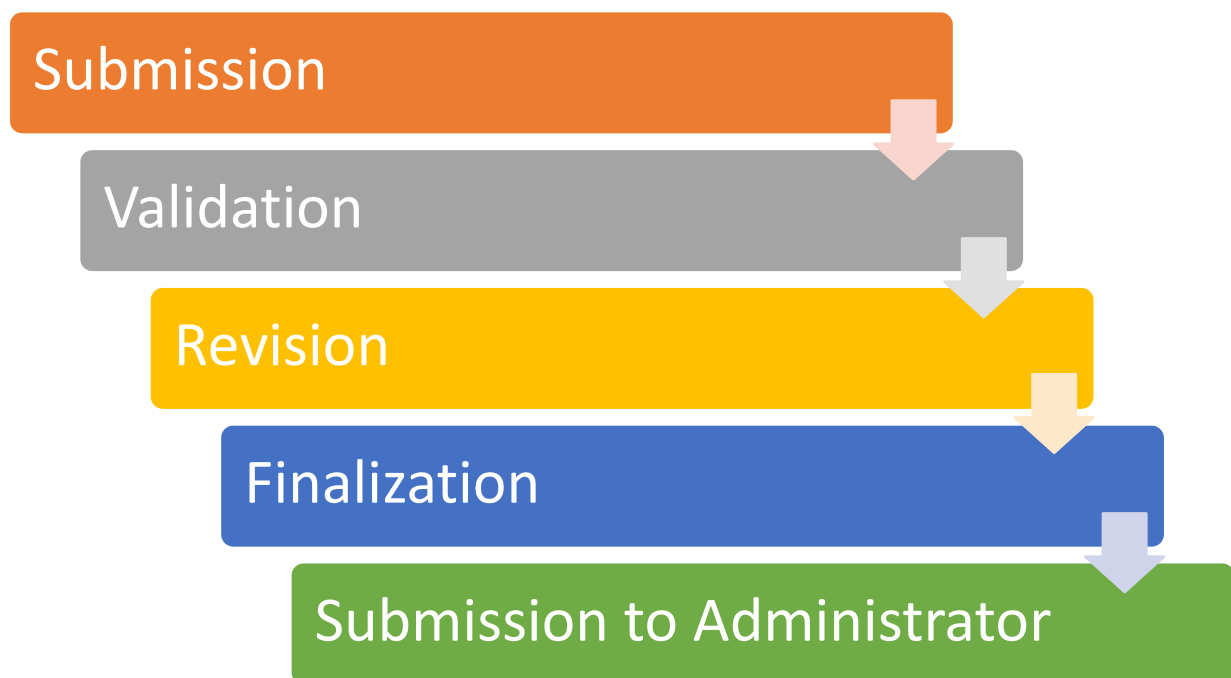 Submission
Validation
Revision
Finalization
Submission to Administrator